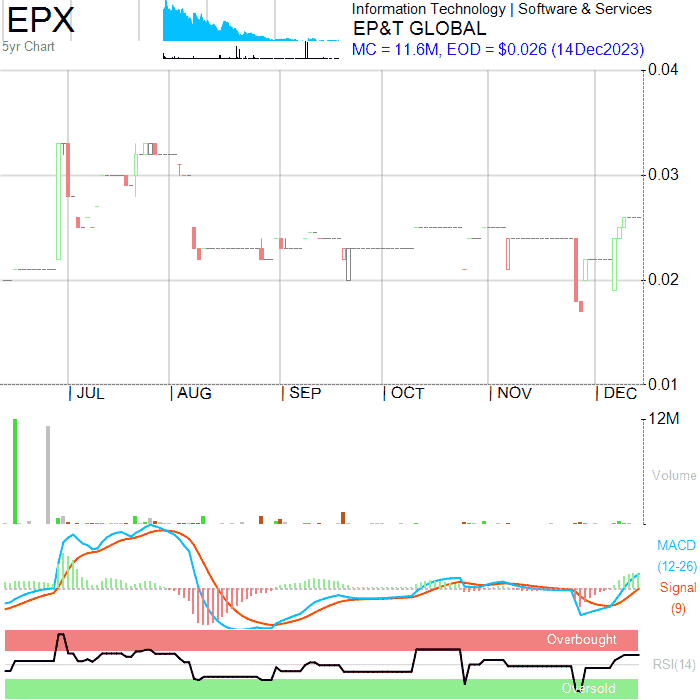 EPX
5yr Chart
Information Technology | Software & Services
EP&T GLOBAL
MC = 11.6M, EOD = $0.026 (14Dec2023)
0.04
0.03
0.02
0.01
JUL
AUG
SEP
OCT
NOV
DEC
12M
Volume
MACD
(12-26)
Signal
(9)
Overbought
RSI(14)
Oversold